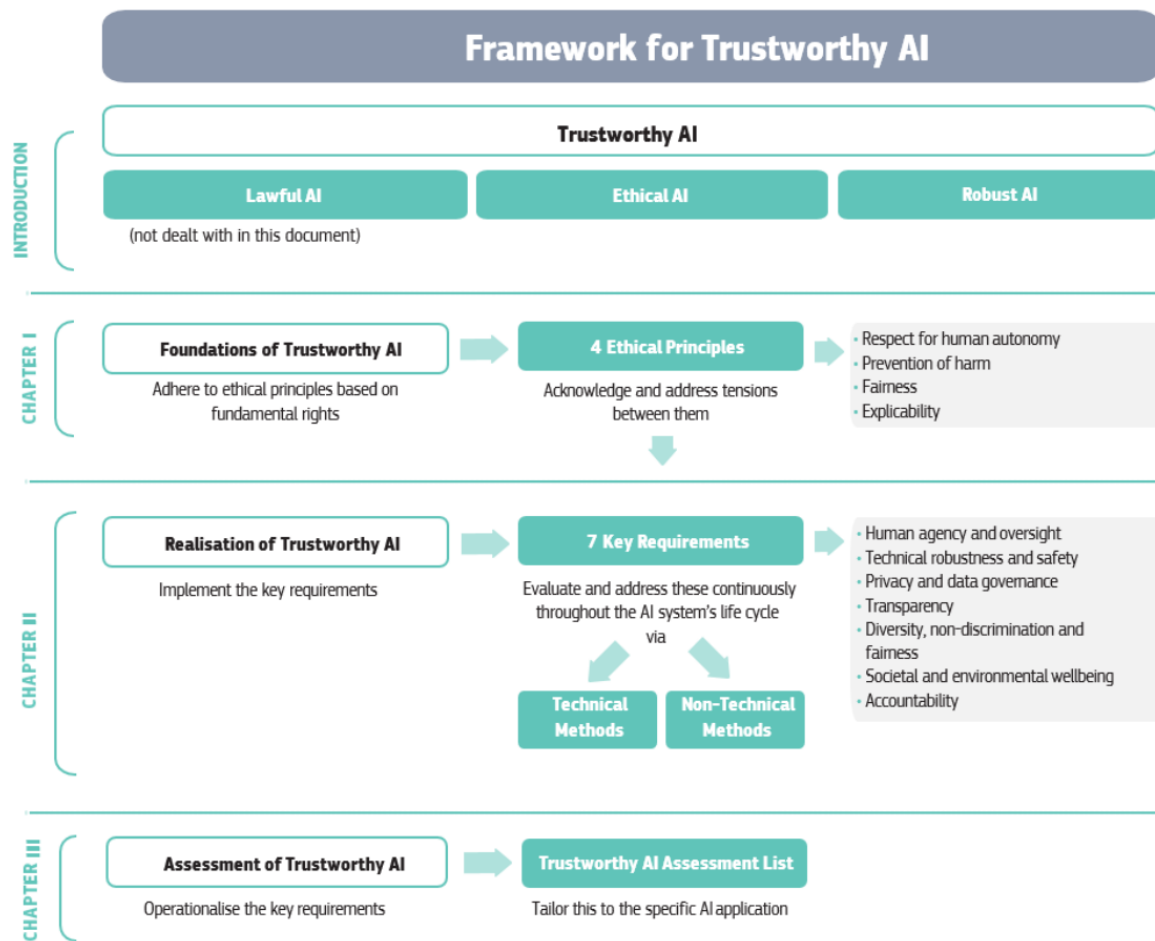 Framework for Trustworthy AI
INTRODUCTION
Trustworthy AI
Lawful AI
Ethical AI
Robust AI
(not dealt with in this document)
CHAPTER I
Foundations of Trustworthy AI
Adhere to ethical principles based on
fundamental rights
4 Ethical Principles
Acknowledge and address tensions
between them
• Respect for human autonomy
• Prevention of harm
• Fairness
• Explicability
CHAPTER II
Realisation of Trustworthy AI
Implement the key requirements
7 Key Requirements
Evaluate and address these continuously
throughout the AI system's life cycle
via
Technical
Methods
Non-Technical
Methods
• Human agency and oversight
• Technical robustness and safety
• Privacy and data governance
• Transparency
• Diversity, non-discrimination and
fairness
• Societal and environmental wellbeing
• Accountability
CHAPTER III
Assessment of Trustworthy AI
Operationalise the key requirements
Trustworthy AI Assessment List
Tailor this to the specific AI application